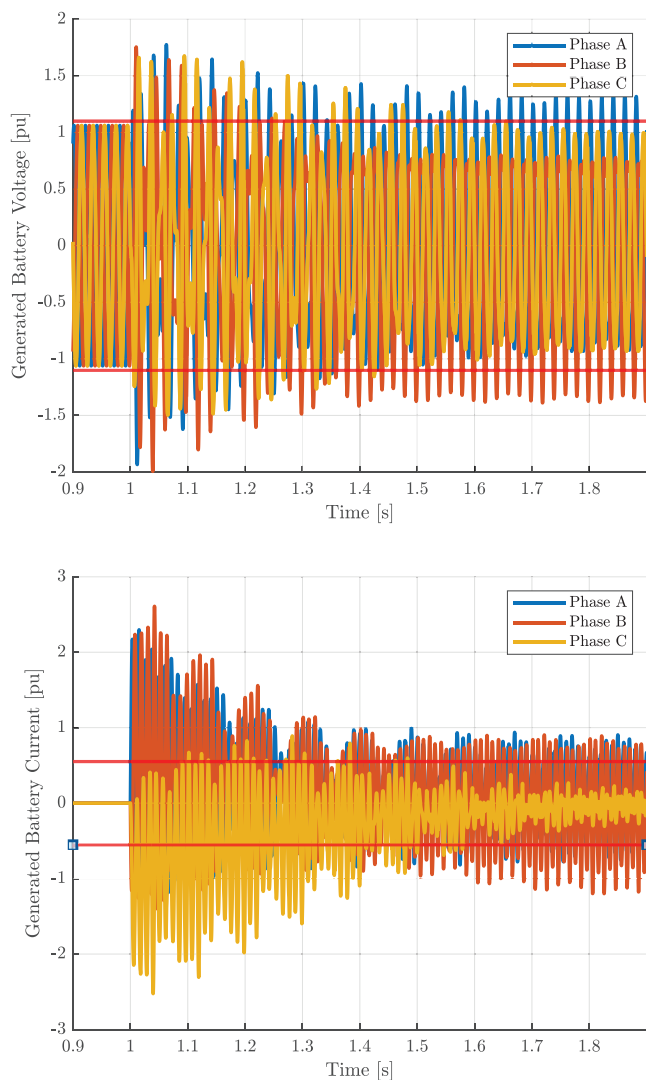 Generated Battery Voltage [pu]
2
1.5
1
0.5
0
-0.5
-1
-1.5
-2
Phase A
Phase B
Phase C
0.9 1 1.1 1.2 1.3 1.4 1.5 1.6 1.7 1.8
Time [s]
Generated Battery Current [pu]
3
2
1
0
-1
-2
-3
Phase A
Phase B
Phase C
0.9 1 1.1 1.2 1.3 1.4 1.5 1.6 1.7 1.8
Time [s]